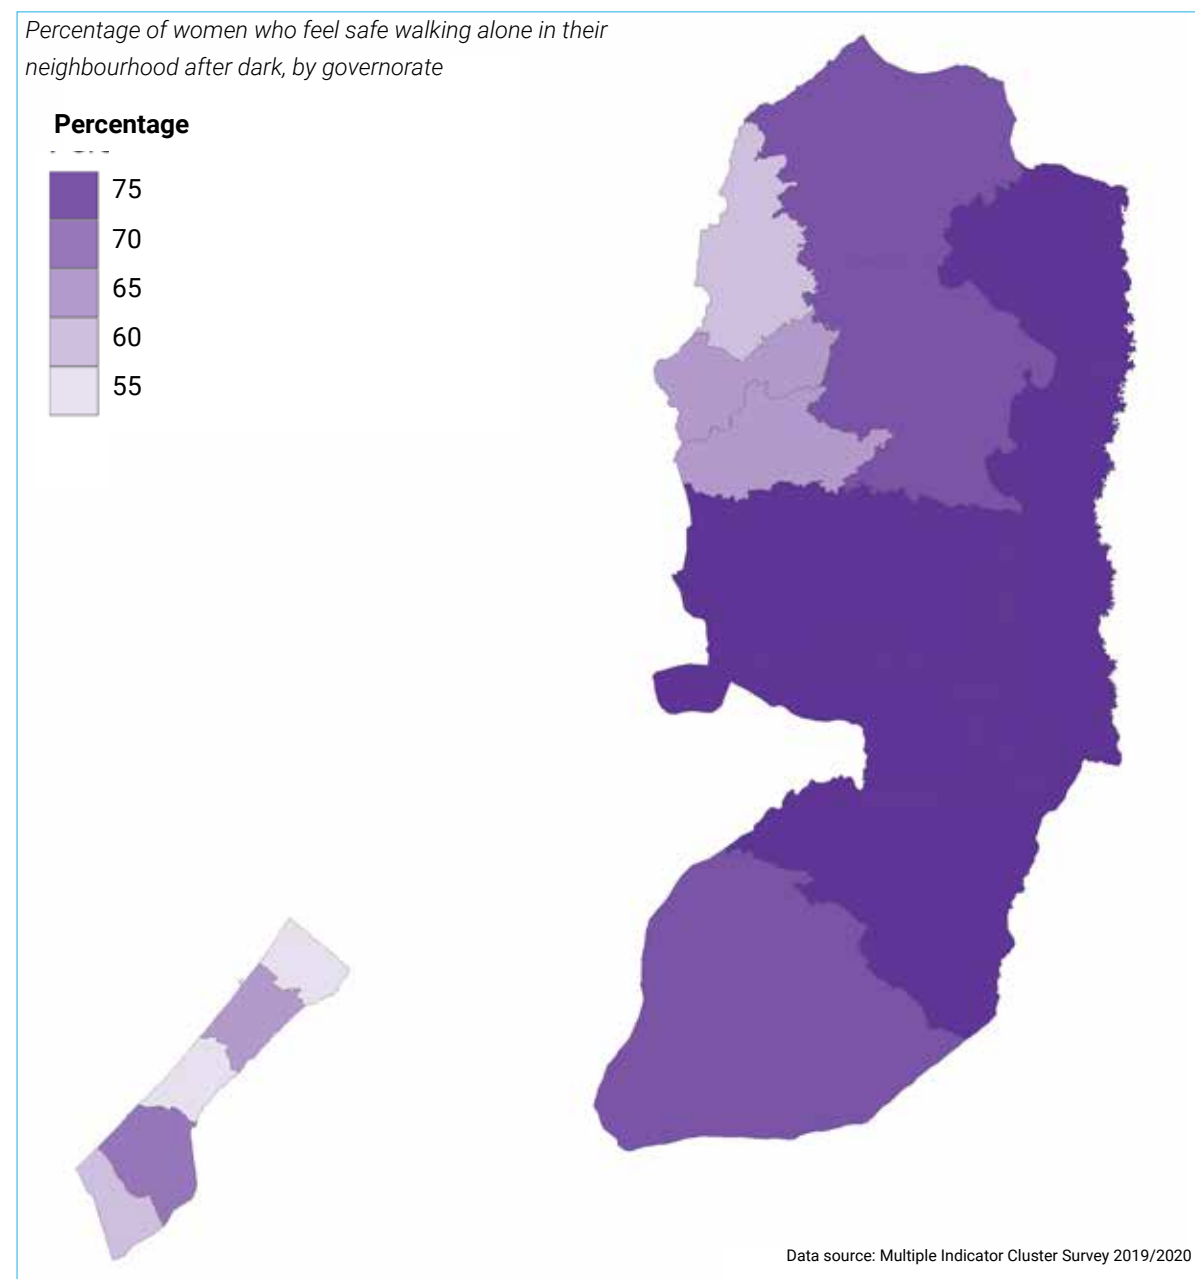 Percentage of women who feel safe walking alone in their
neighbourhood after dark, by governorate
Percentage
75
70
65
60
55
Data source: Multiple Indicator Cluster Survey 2019/2020